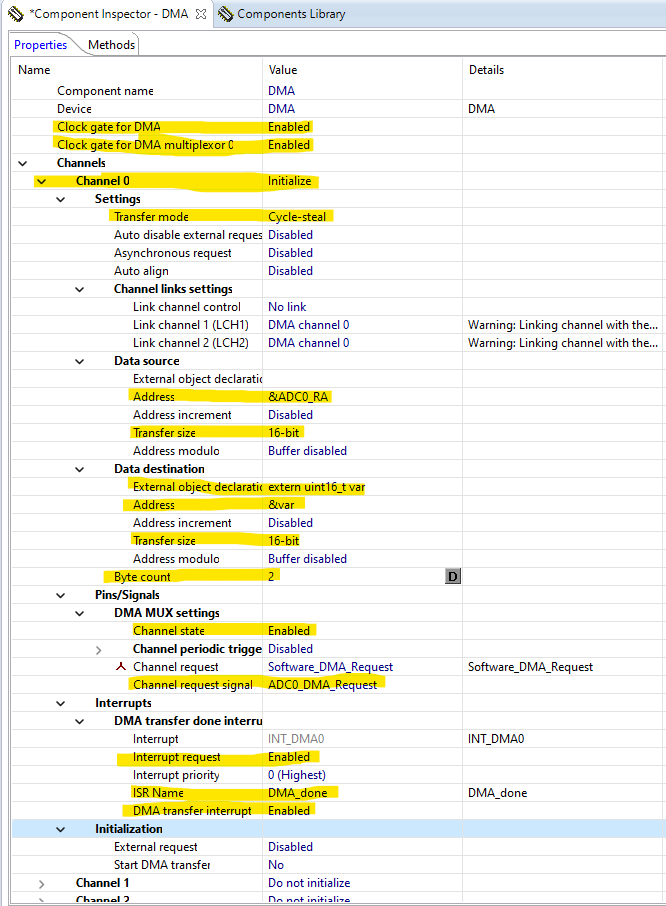 *Component Inspector - DMA Components Library
Properties Methods
Name Value Details
Component name DMA
Device DMA DMA
Clock gate for DMA Enabled
Clock gate for DMA multiplexor 0 Enabled
Channels
Channel 0 Initialize
Settings
Transfer mode Cycle-steal
Auto disable external reques Disabled
Asynchronous request Disabled
Auto align Disabled
Channel links settings
Link channel control No link
Link channel 1 (LCH1) DMA channel 0 Warning: Linking channel with the...
Link channel 2 (LCH2) DMA channel 0 Warning: Linking channel with the...
Data source
External object declaratic
Address &ADC0_RA
Address increment Disabled
Transfer size 16-bit
Address modulo Buffer disabled
Data destination
External object declaratic extern uint16_t var
Address &var
Address increment Disabled
Transfer size 16-bit
Address modulo Buffer disabled
Byte count 2 D
Pins/Signals
DMA MUX settings
Channel state Enabled
Channel periodic trigge Disabled
Channel request Software_DMA_Request Software_DMA_Request
Channel request signal ADC0_DMA_Request
Interrupts
DMA transfer done interru
Interrupt INT_DMA0 INT_DMA0
Interrupt request Enabled
Interrupt priority 0 (Highest)
ISR Name DMA_done DMA_done
DMA transfer interrupt Enabled
Initialization
External request Disabled
Start DMA transfer No
Channel 1 Do not initialize
Channel 2 Do not initialize